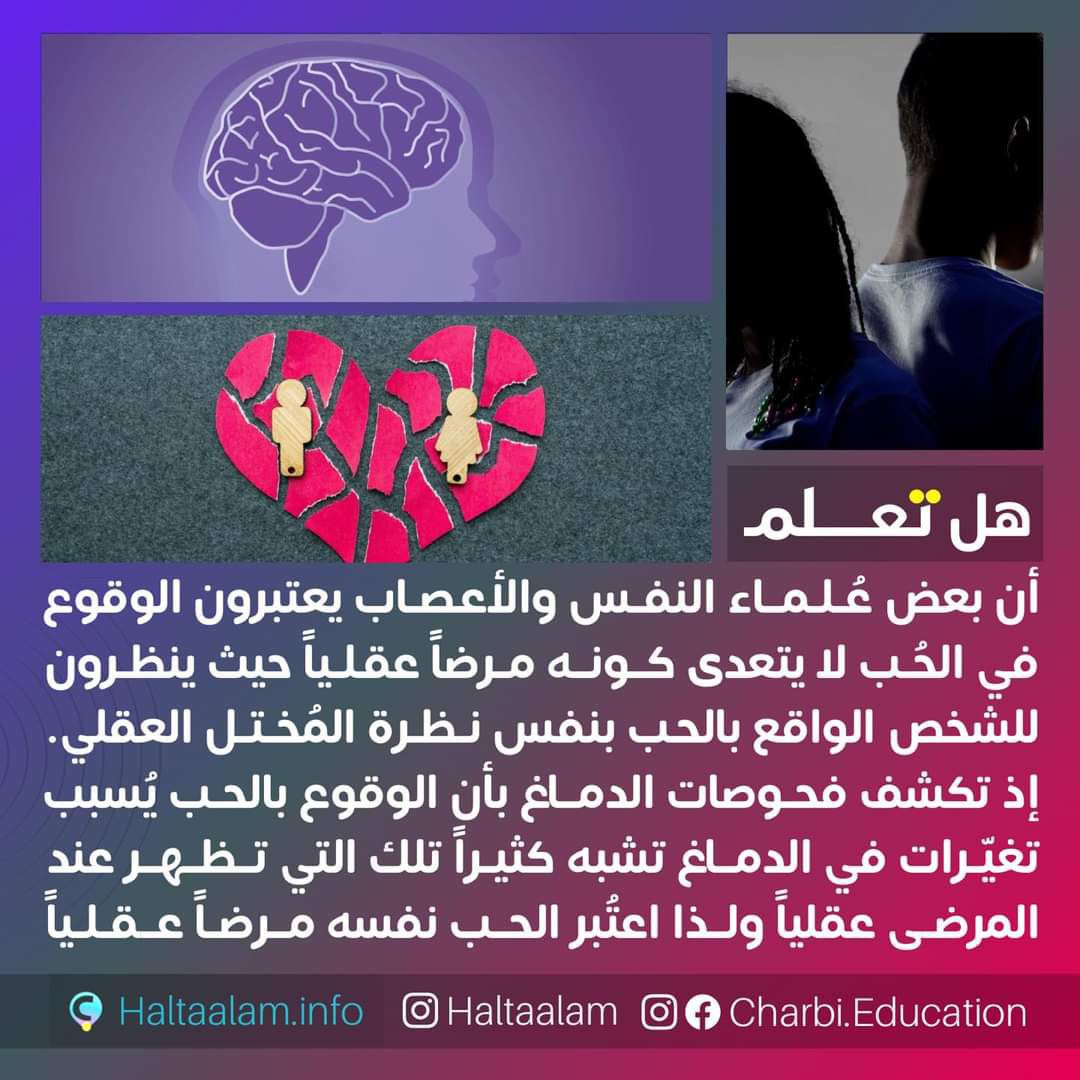 هل تعلم
أن بعض عُلماء النفس والأعصاب يعتبرون الوقوع
في الحُب لا يتعدى كونه مرضاً عقلياً حيث ينظرون
للشخص الواقع بالحب بنفس نظرة المُختل العقلي.
إذ تكشف فحوصات الدماغ بأن الوقوع بالحب يُسبب
تغيّرات في الدماغ تشبه كثيراً تلك التي تظهر عند
المرضى عقلياً ولذا اعتُبر الحب نفسه مرضاً عقلياً
Haltaalam.info Haltaalam Charbi.Education